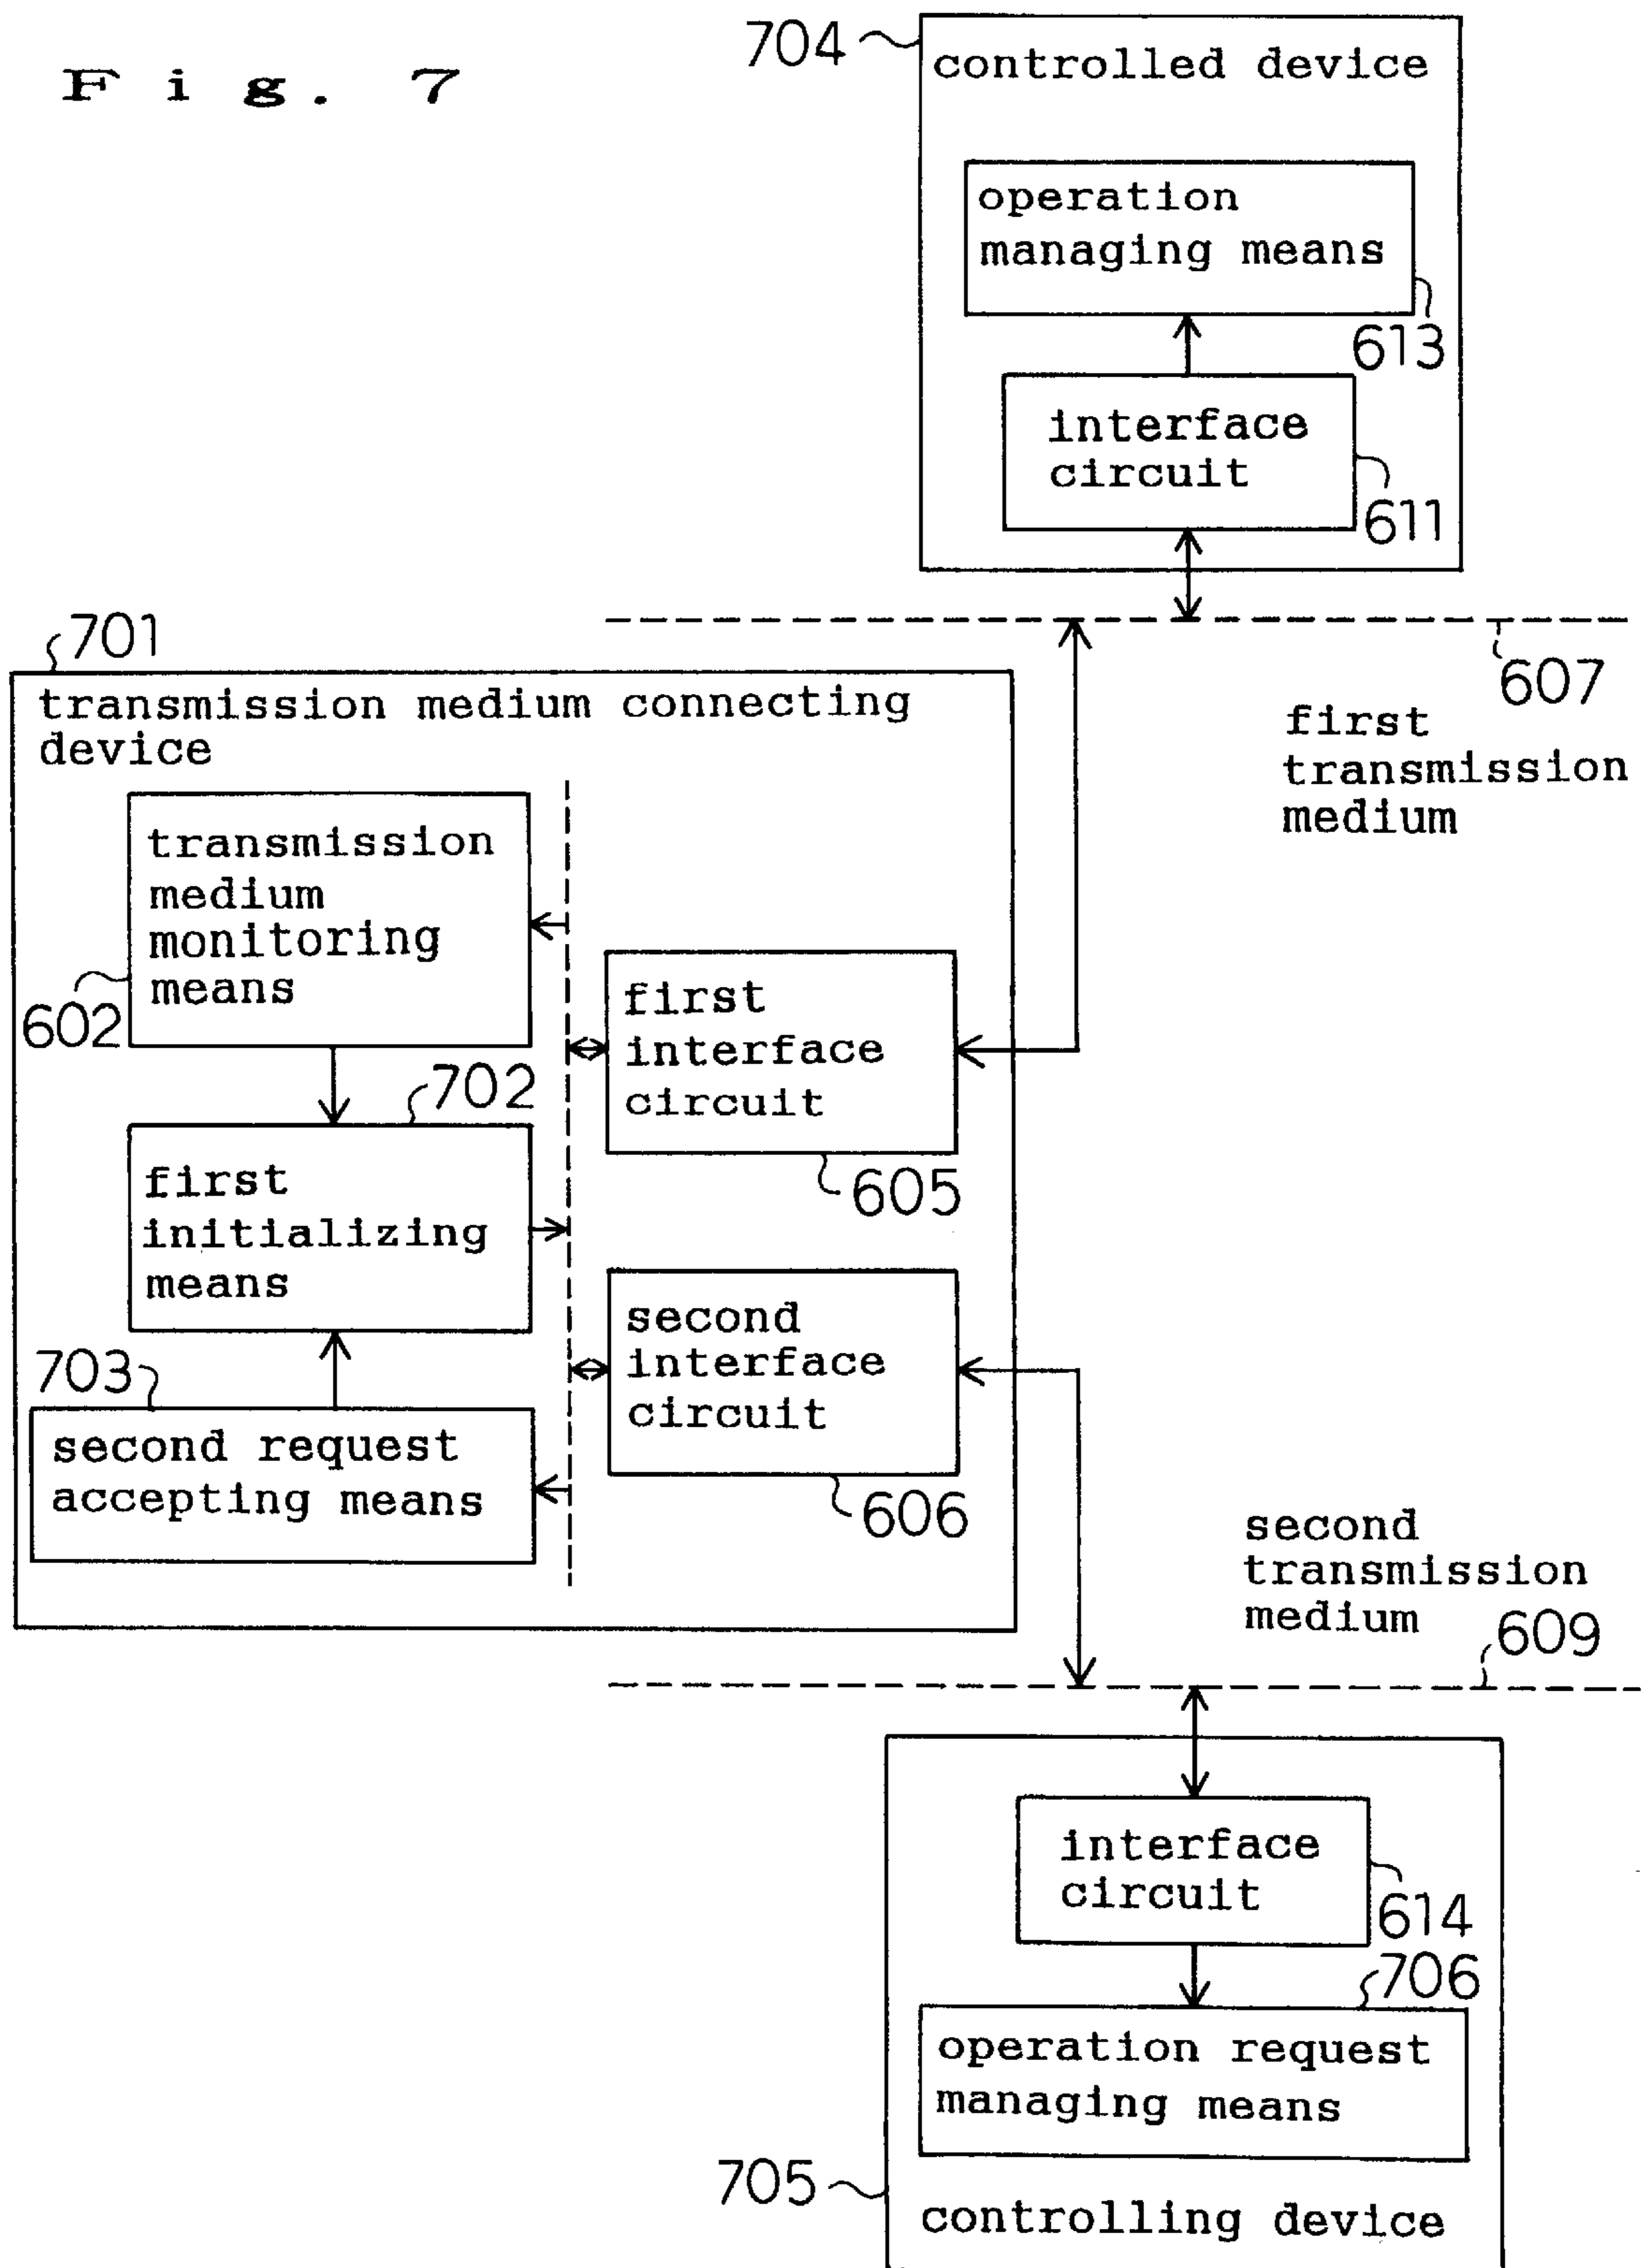 Fig. 7
704
controlled device
operation
managing means
613
interface
circuit
611
701
607
first
transmission
medium
transmission medium connecting
device
transmission
medium
monitoring
means
602
first
interface
circuit
605
702
first
initializing
means
second
interface
circuit
606
703
second request
accepting means
second
transmission
medium
609
interface
circuit
614
706
operation request
managing means
705
controlling device